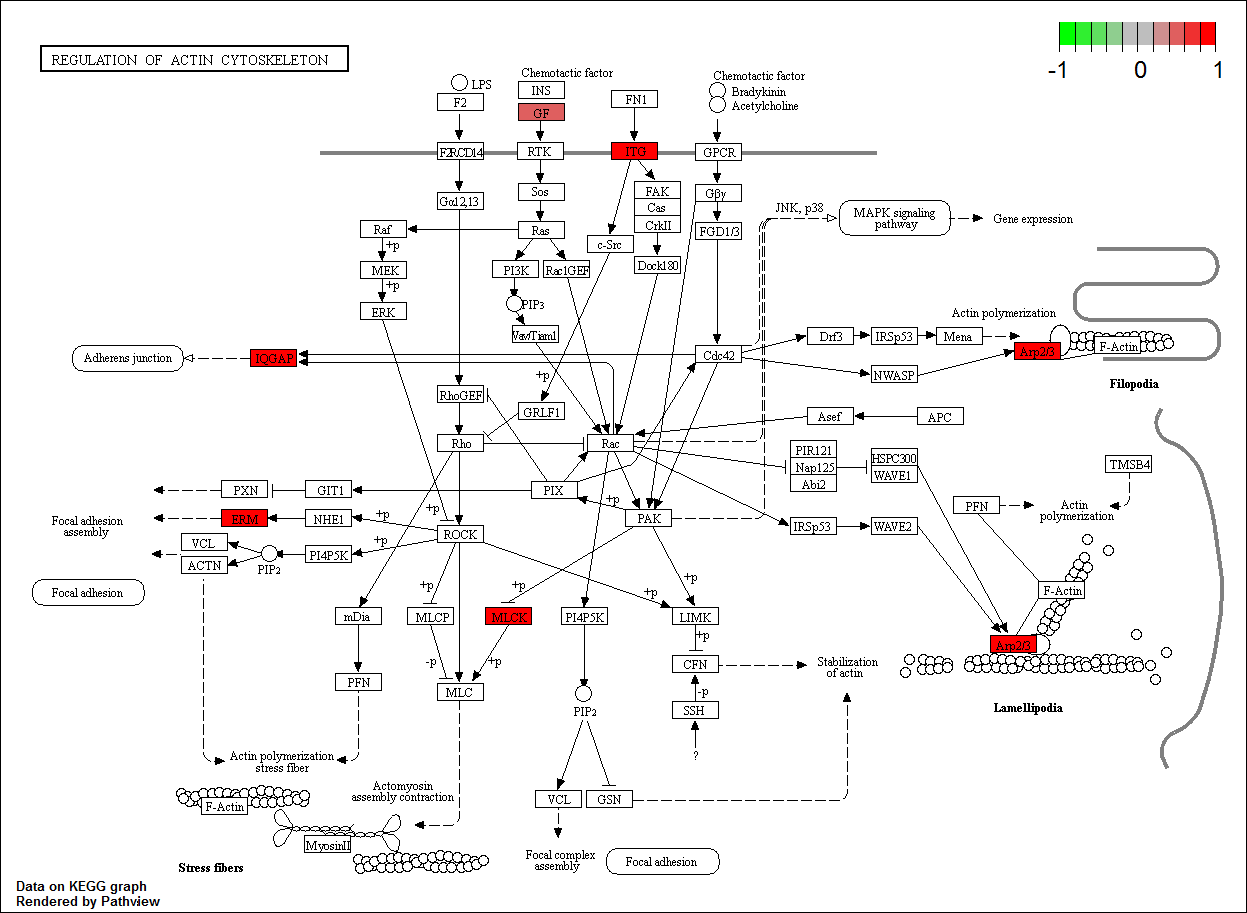 REGULATION OF ACTIN CYTOSKELETON
-1 0 1
Chemotactic factor
Chemotactic factor
LPS
INS
Bradykinin
F2
GF
FN1
Acetylcholine
F2RCD14
RTK
ITG
GPCR
Gα12,13
Sos
FAK
Gβγ
Cas
JNK, p38
MAPK signaling
pathway
Gene expression
Raf
Ras
CrkII
FGD1/3
+p
c-Src
MEK
PI3K
Rac1GEF
Dock180
+p
ERK
PIP3
Actin polymerization
Vav/Tiam1
Drf3
IRSp53
Mena
Adherens junction
IQGAP
Cdc42
Arp2/3
F-Actin
+p
NWASP
Filopodia
RhoGEF
GRLF1
Asef
APC
Rho
Rac
PIR121
Nap125
Abi2
HSPC300
WAVE1
TMSB4
PXN
GIT1
PIX
+p
PFN
Actin
polymerization
Focal adhesion
assembly
ERM
NHE1
+p
+p
PAK
IRSp53
WAVE2
ROCK
VCL
+p
ACTN
PIP2
PI4P5K
Focal adhesion
+p
+p
+p
+p
F-Actin
mDia
MLCP
MLCK
PI4P5K
LIMK
+p
Arp2/3
-p
+p
CFN
Stabilization
of actin
PFN
MLC
-p
SSH
PIP2
Lamellipodia
?
Actin polymerization
stress fiber
Actomyosin
assembly contraction
F-Actin
VCL
GSN
MyosinII
Stress fibers
Focal complex
assembly
Focal adhesion
Data on KEGG graph
Rendered by Pathview